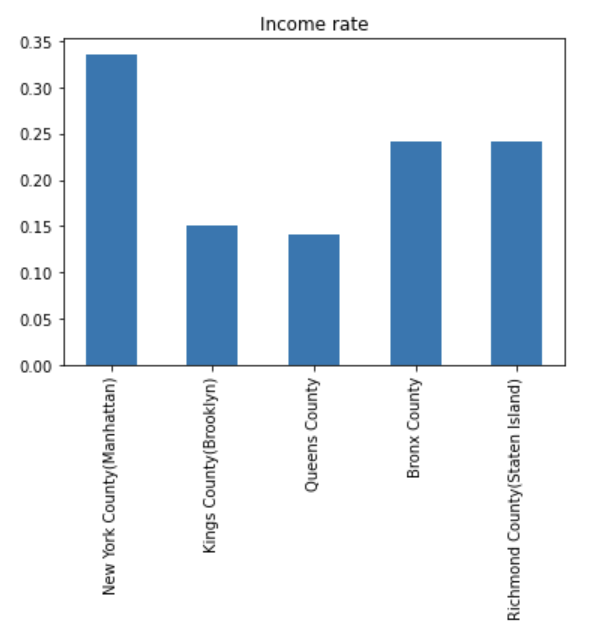 Income rate
0.35
0.30
0.25
0.20
0.15
0.10
0.05
0.00
New York County(Manhattan)
Kings County(Brooklyn)
Queens County
Bronx County
Richmond County(Staten Island)